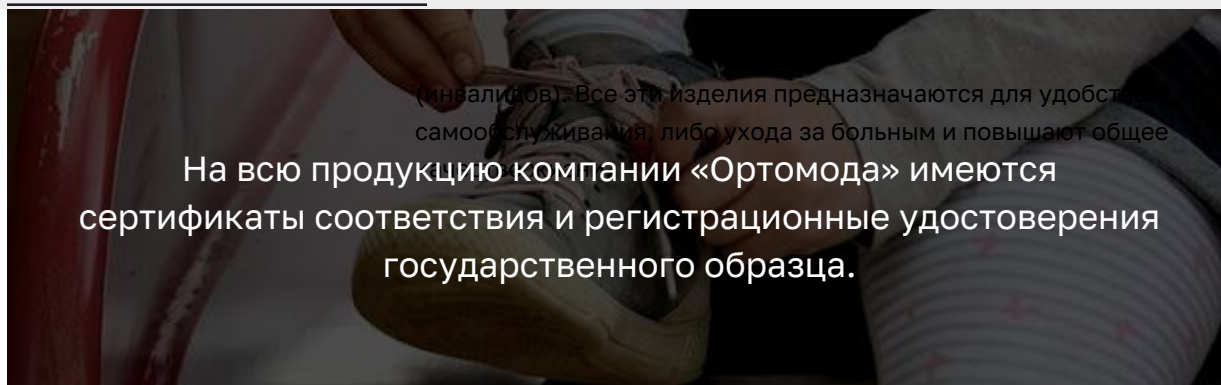 (инвалидов). Все эти изделия предназначаются для удобст
самообслуживания, либо ухода за больным и повышают общее
На всю продукцию компании «Ортомода» имеются
сертификаты соответствия и регистрационные удостоверения
государственного образца.